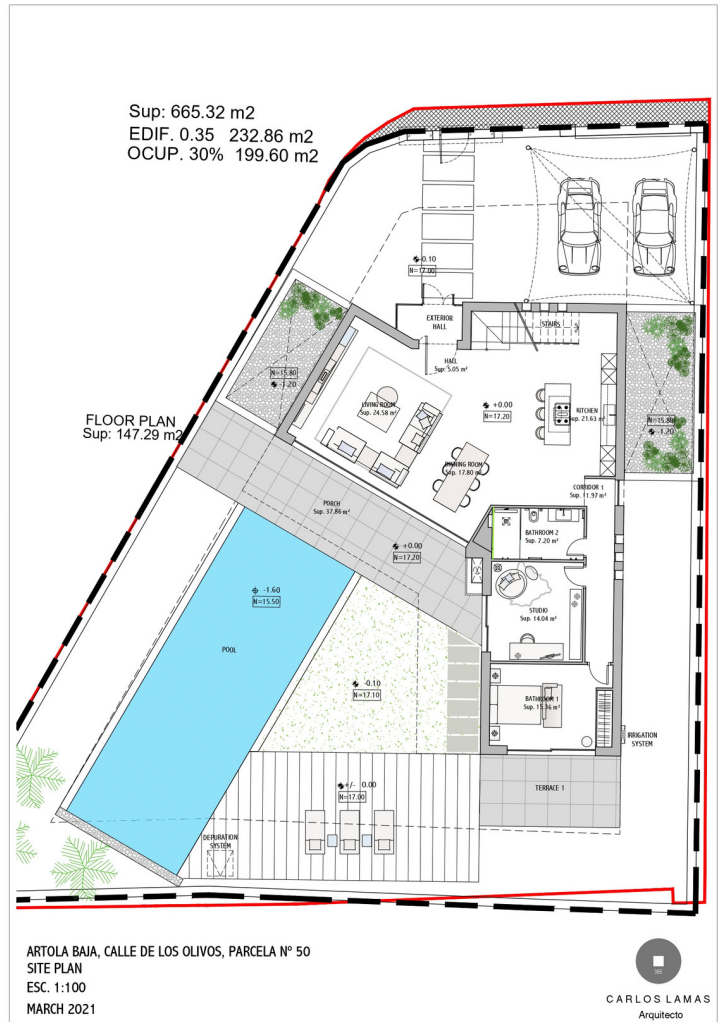 Sup: 665.32 m2
EDIF. 0.35 232.86 m2
OCUP. 30% 199.60 m2
-0.10
N=17.00
EXTERIOR
HALL
STAIRS
HALL
Sup: 5.05 m²
N=15.80
-1.20
LIVING ROOM
Sup. 24.58 m²
+0.00
N=17.20
KITCHEN
Sup. 21.63 m²
N=15.80
-1.20
FLOOR PLAN
Sup: 147.29 m2
DINING ROOM
Sup. 17.80 m²
CORRIDOR 1
Sup. 11.97 m²
PORCH
Sup. 37.86 m²
BATHROOM 2
Sup. 7.20 m²
+0.00
N=17.20
-1.60
N=15.50
STUDIO
Sup. 14.04 m²
POOL
-0.10
N=17.10
BATHROOM 1
Sup. 15.36 m²
IRRIGATION
SYSTEM
+/- 0.00
N=17.00
TERRACE 1
DEPURATION
SYSTEM
ARTOLA BAJA, CALLE DE LOS OLIVOS, PARCELA Nº 50
SITE PLAN
ESC. 1:100
MARCH 2021
CARLOS LAMAS
Arquitecto